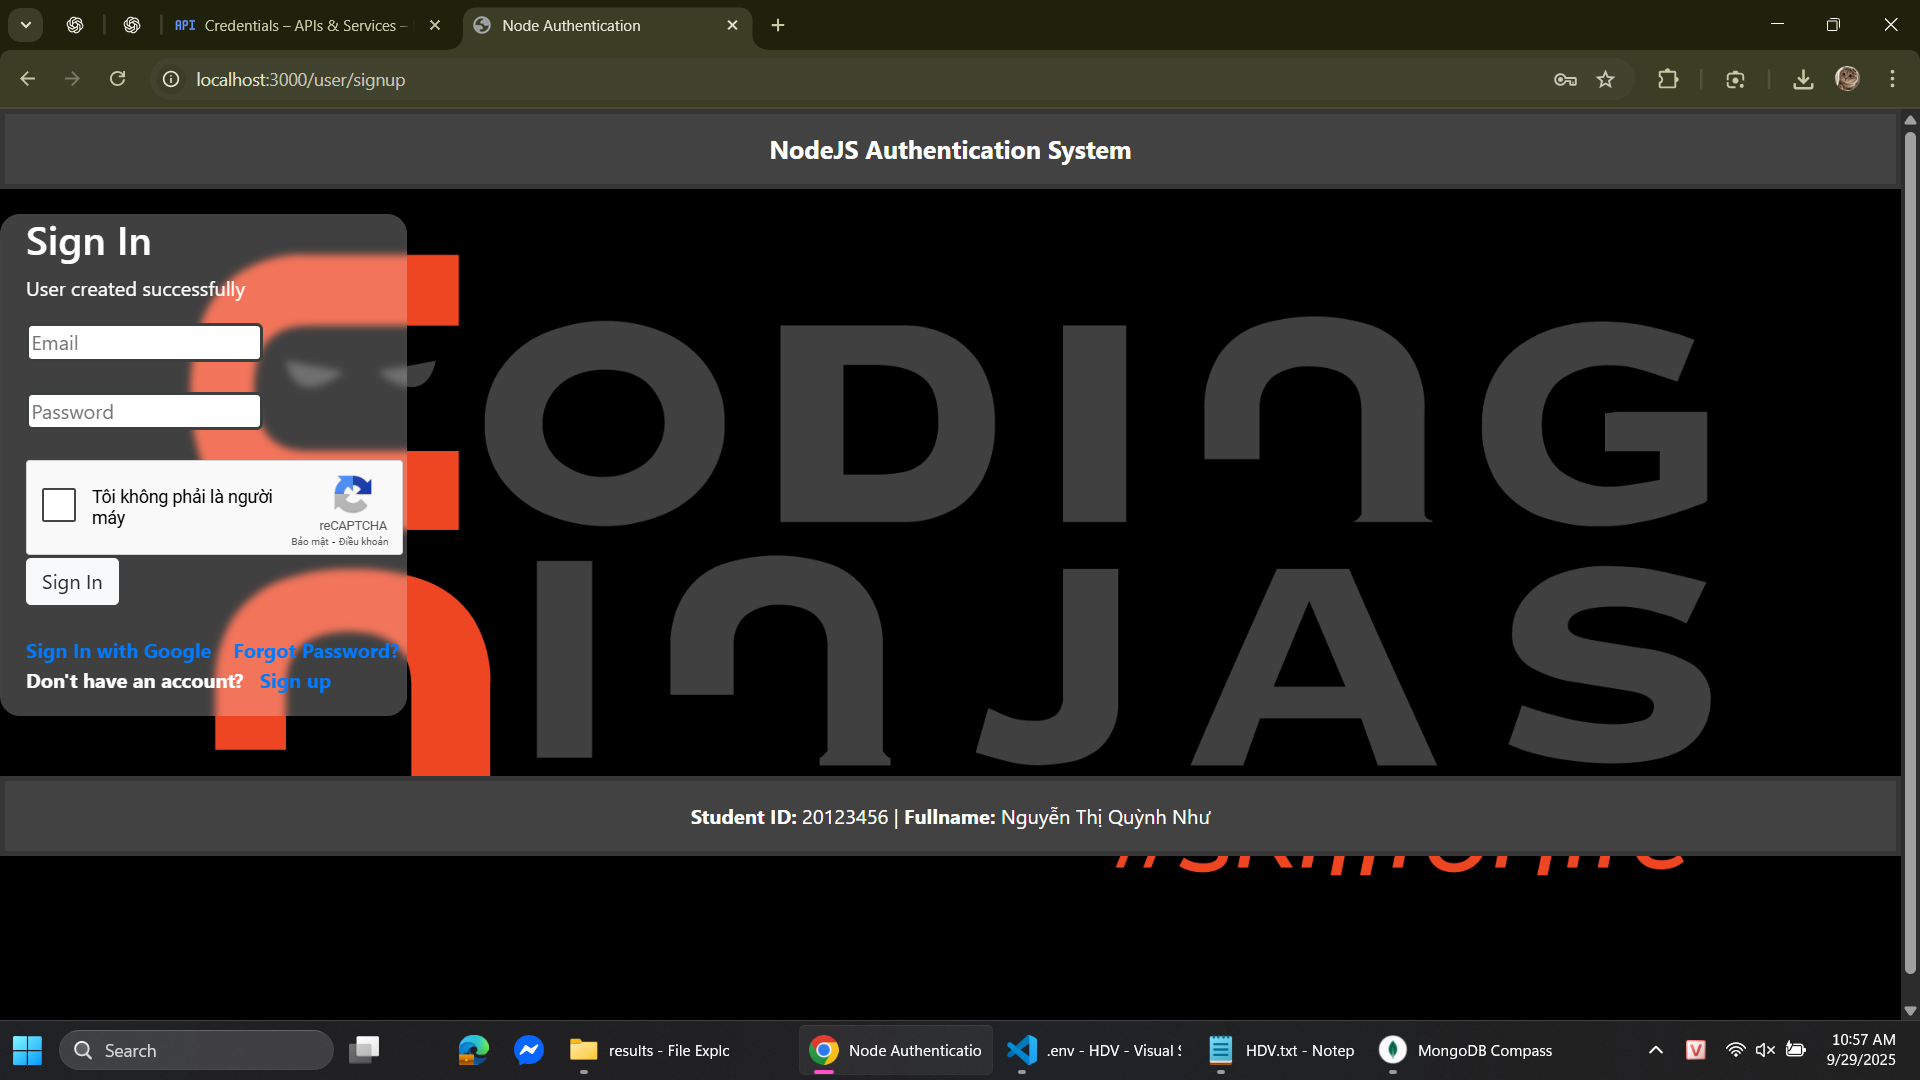 API Credentials – APIs & Services –
Node Authentication
localhost:3000/user/signup
NodeJS Authentication System
Sign In
User created successfully
Email
Password
Tôi không phải là người
máy
reCAPTCHA
Bảo mật - Điều khoản
Sign In
Sign In with Google Forgot Password?
Don't have an account? Sign up
CODING
NINJAS
Student ID: 20123456 | Fullname: Nguyễn Thị Quỳnh Như
Search
results - File Explc
Node Authenticatio
.env - HDV - Visual S
HDV.txt - Notep
MongoDB Compass
V
10:57 AM
9/29/2025